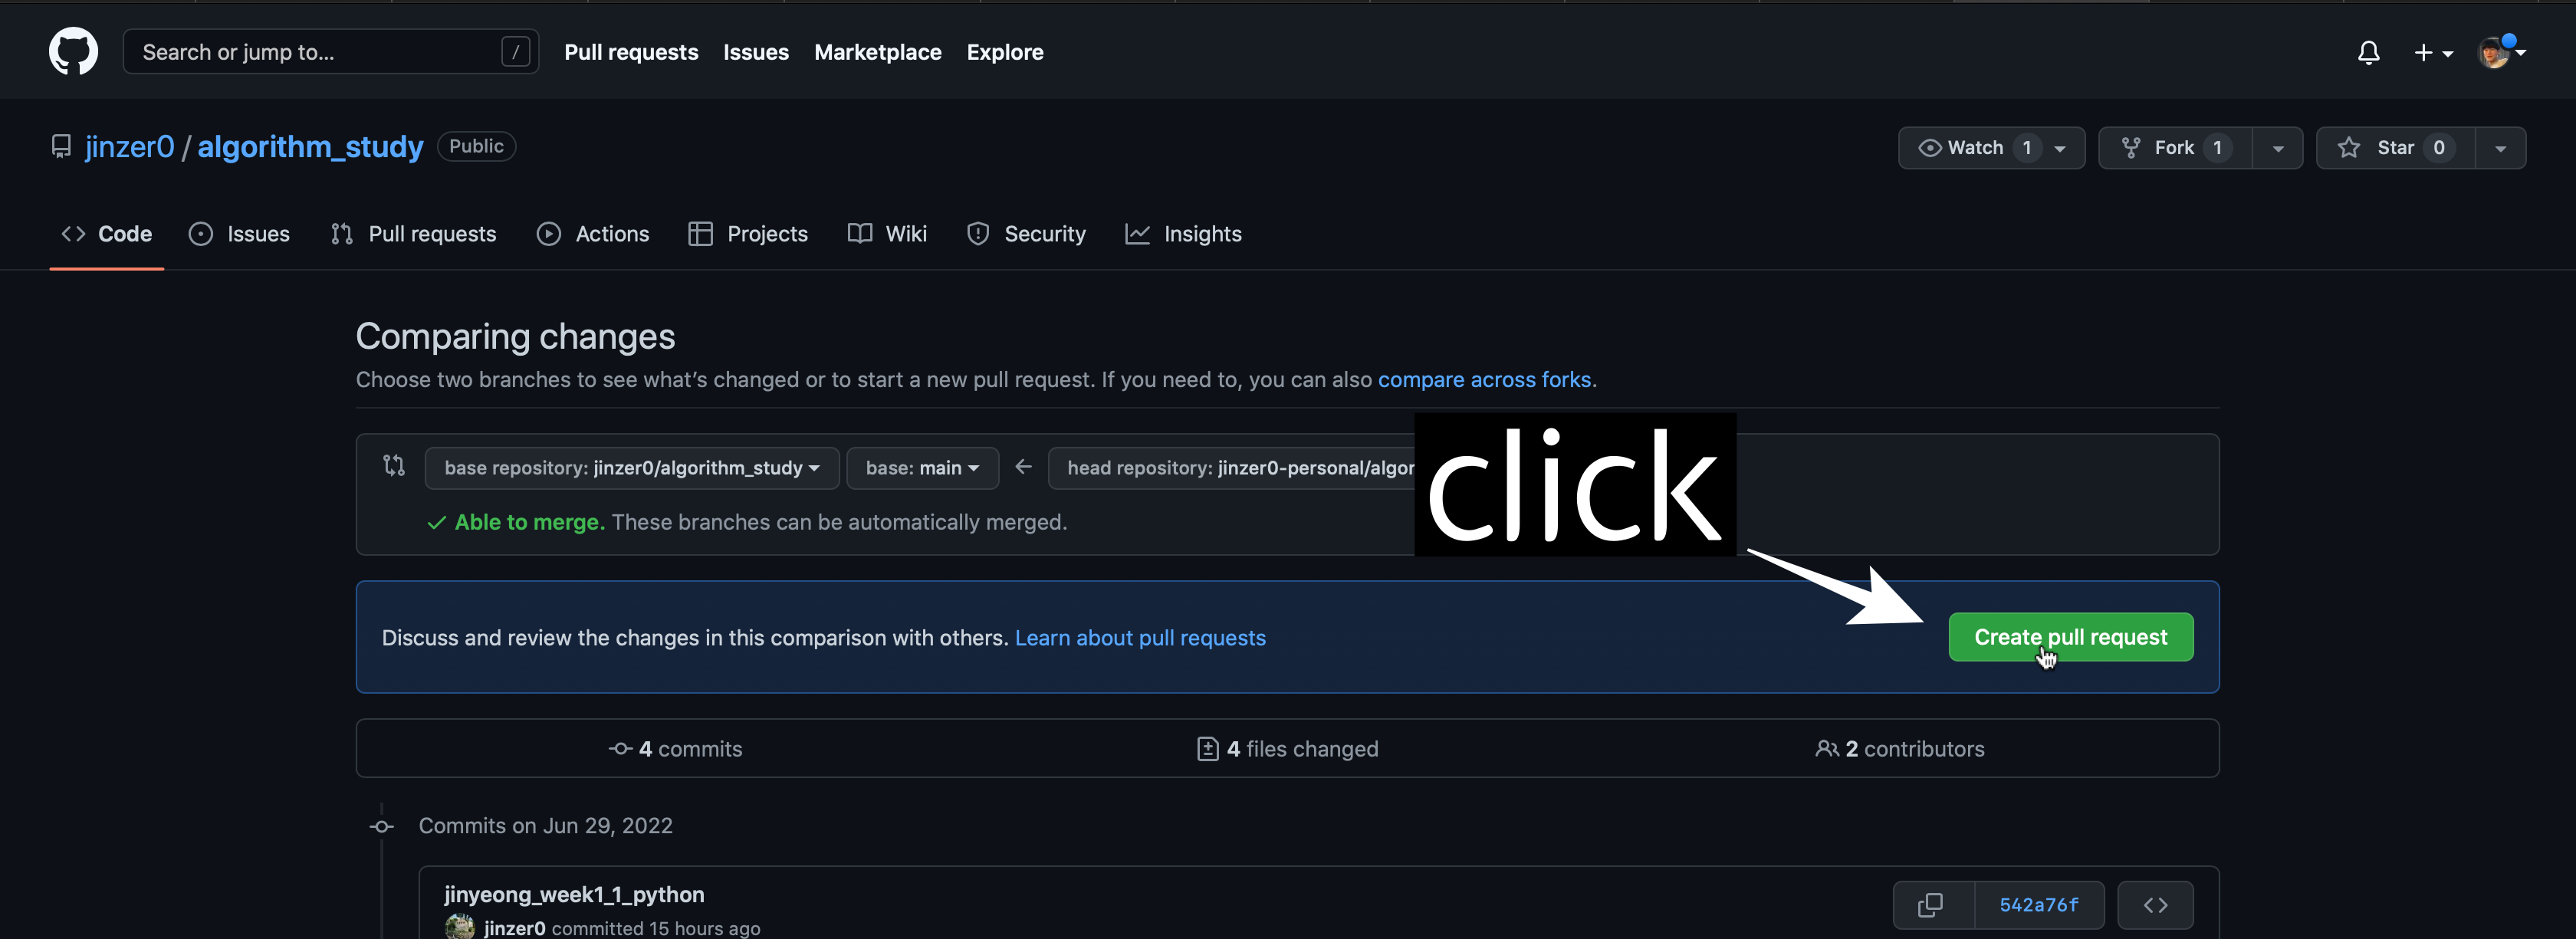 Search or jump to... /
Pull requests
Issues
Marketplace
Explore
jinzer0 / algorithm_study Public
Watch 1
Fork 1
Star 0
Code
Issues
Pull requests
Actions
Projects
Wiki
Security
Insights
Comparing changes
Choose two branches to see what's changed or to start a new pull request. If you need to, you can also compare across forks.
base repository: jinzer0/algorithm_study
base: main
head repository: jinzer0-personal/algor
click
Able to merge. These branches can be automatically merged.
Discuss and review the changes in this comparison with others. Learn about pull requests
Create pull request
4 commits
4 files changed
2 contributors
Commits on Jun 29, 2022
jinyeong_week1_1_python
542a76f
jinzer0 committed 15 hours ago